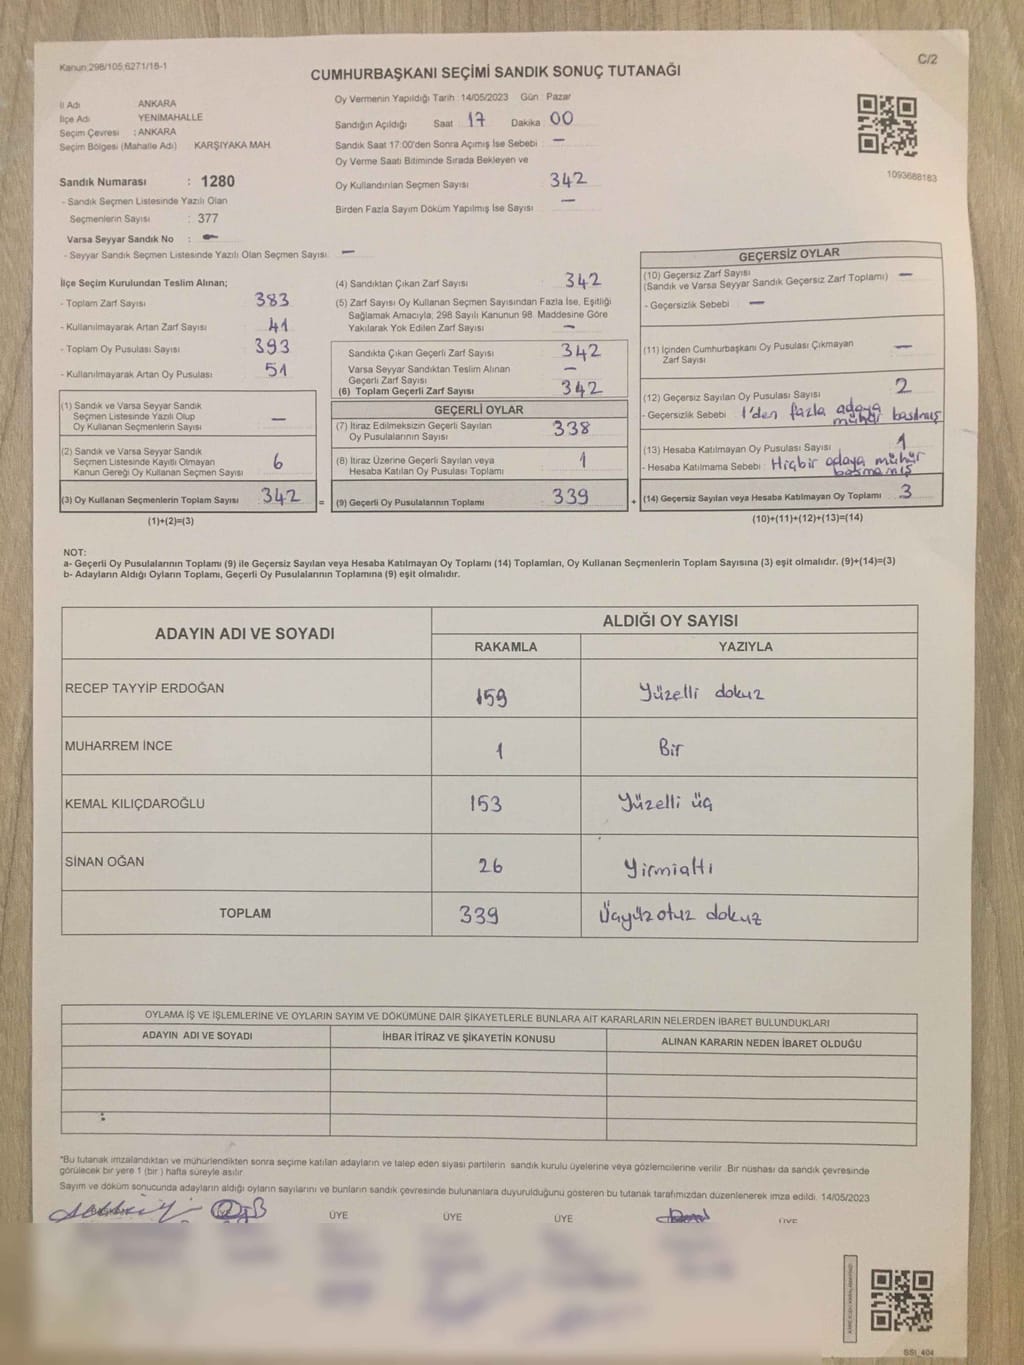 Kanun:298/105;6271/18-1
C/2
CUMHURBAŞKANI SEÇİMİ SANDIK SONUÇ TUTANAĞI
İl Adı ANKARA
İlçe Adı YENİMAHALLE
Seçim Çevresi : ANKARA
Seçim Bölgesi (Mahalle Adı) KARŞIYAKA MAH.
Sandık Numarası : 1280
- Sandık Seçmen Listesinde Yazılı Olan
Seçmenlerin Sayısı : 377
Varsa Seyyar Sandık No : —
- Seyyar Sandık Seçmen Listesinde Yazılı Olan Seçmen Sayısı: —
Oy Vermenin Yapıldığı Tarih : 14/05/2023 Gün : Pazar
Sandığın Açıldığı Saat : 17 Dakika : 00
Sandık Saat 17:00'den Sonra Açımış İse Sebebi : —
Oy Verme Saati Bitiminde Sırada Bekleyen ve
Oy Kullandırılan Seçmen Sayısı 342
Birden Fazla Sayım Döküm Yapılmış İse Sayısı —
1093688183
İlçe Seçim Kurulundan Teslim Alınan;
- Toplam Zarf Sayısı 383
- Kullanılmayarak Artan Zarf Sayısı 41
- Toplam Oy Pusulası Sayısı 393
- Kullanılmayarak Artan Oy Pusulası 51
(1) Sandık ve Varsa Seyyar Sandık
Seçmen Listesinde Yazılı Olup
Oy Kullanan Seçmenlerin Sayısı —
(2) Sandık ve Varsa Seyyar Sandık
Seçmen Listesinde Kayıtlı Olmayan
Kanun Gereği Oy Kullanan Seçmen Sayısı 6
(3) Oy Kullanan Seçmenlerin Toplam Sayısı 342 =
(1)+(2)=(3)
(4) Sandıktan Çıkan Zarf Sayısı 342
(5) Zarf Sayısı Oy Kullanan Seçmen Sayısından Fazla İse, Eşitliği
Sağlamak Amacıyla, 298 Sayılı Kanunun 98. Maddesine Göre
Yakılarak Yok Edilen Zarf Sayısı —
Sandıkta Çıkan Geçerli Zarf Sayısı 342
Varsa Seyyar Sandıktan Teslim Alınan
Geçerli Zarf Sayısı —
(6) Toplam Geçerli Zarf Sayısı 342
GEÇERLİ OYLAR
(7) İtiraz Edilmeksizin Geçerli Sayılan
Oy Pusulalarının Sayısı 338
(8) İtiraz Üzerine Geçerli Sayılan veya
Hesaba Katılan Oy Pusulası Toplamı 1
(9) Geçerli Oy Pusulalarının Toplamı 339 +
GEÇERSİZ OYLAR
(10) Geçersiz Zarf Sayısı
(Sandık ve Varsa Seyyar Sandık Geçersiz Zarf Toplamı) —
- Geçersizlik Sebebi —
(11) İçinden Cumhurbaşkanı Oy Pusulası Çıkmayan
Zarf Sayısı —
(12) Geçersiz Sayılan Oy Pusulası Sayısı 2
- Geçersizlik Sebebi 1'den fazla adaya
mühür basılmış
(13) Hesaba Katılmayan Oy Pusulası Sayısı 1
- Hesaba Katılmama Sebebi : Hiçbir adaya mühür
basmamış
(14) Geçersiz Sayılan veya Hesaba Katılmayan Oy Toplamı 3
(10)+(11)+(12)+(13)=(14)
NOT:
a- Geçerli Oy Pusulalarının Toplamı (9) ile Geçersiz Sayılan veya Hesaba Katılmayan Oy Toplamı (14) Toplamları, Oy Kullanan Seçmenlerin Toplam Sayısına (3) eşit olmalıdır. (9)+(14)=(3)
b- Adayların Aldığı Oyların Toplamı, Geçerli Oy Pusulalarının Toplamına (9) eşit olmalıdır.
ADAYIN ADI VE SOYADI ALDIĞI OY SAYISI
RAKAMLA YAZIYLA
RECEP TAYYİP ERDOĞAN 159 Yüzelli dokuz
MUHARREM İNCE 1 Bir
KEMAL KILIÇDAROĞLU 153 Yüzelli üç
SİNAN OĞAN 26 Yirmialtı
TOPLAM 339 Üçyüzotuz dokuz
OYLAMA İŞ VE İŞLEMLERİNE VE OYLARIN SAYIM VE DÖKÜMÜNE DAİR ŞİKAYETLERLE BUNLARA AİT KARARLARIN NELERDEN İBARET BULUNDUKLARI
ADAYIN ADI VE SOYADI İHBAR İTİRAZ VE ŞİKAYETİN KONUSU ALINAN KARARIN NEDEN İBARET OLDUĞU
*Bu tutanak imzalandıktan ve mühürlendikten sonra seçime katılan adayların ve talep eden siyasi partilerin sandık kurulu üyelerine veya gözlemcilerine verilir. Bir nüshası da sandık çevresinde
görülecek bir yere 1 (bir ) hafta süreyle asılır.
Sayım ve döküm sonucunda adayların aldığı oyların sayılarını ve bunların sandık çevresinde bulunanlara duyurulduğunu gösteren bu tutanak tarafımızdan düzenlenerek imza edildi. 14/05/2023
ÜYE ÜYE ÜYE ÜYE
SSİ_404